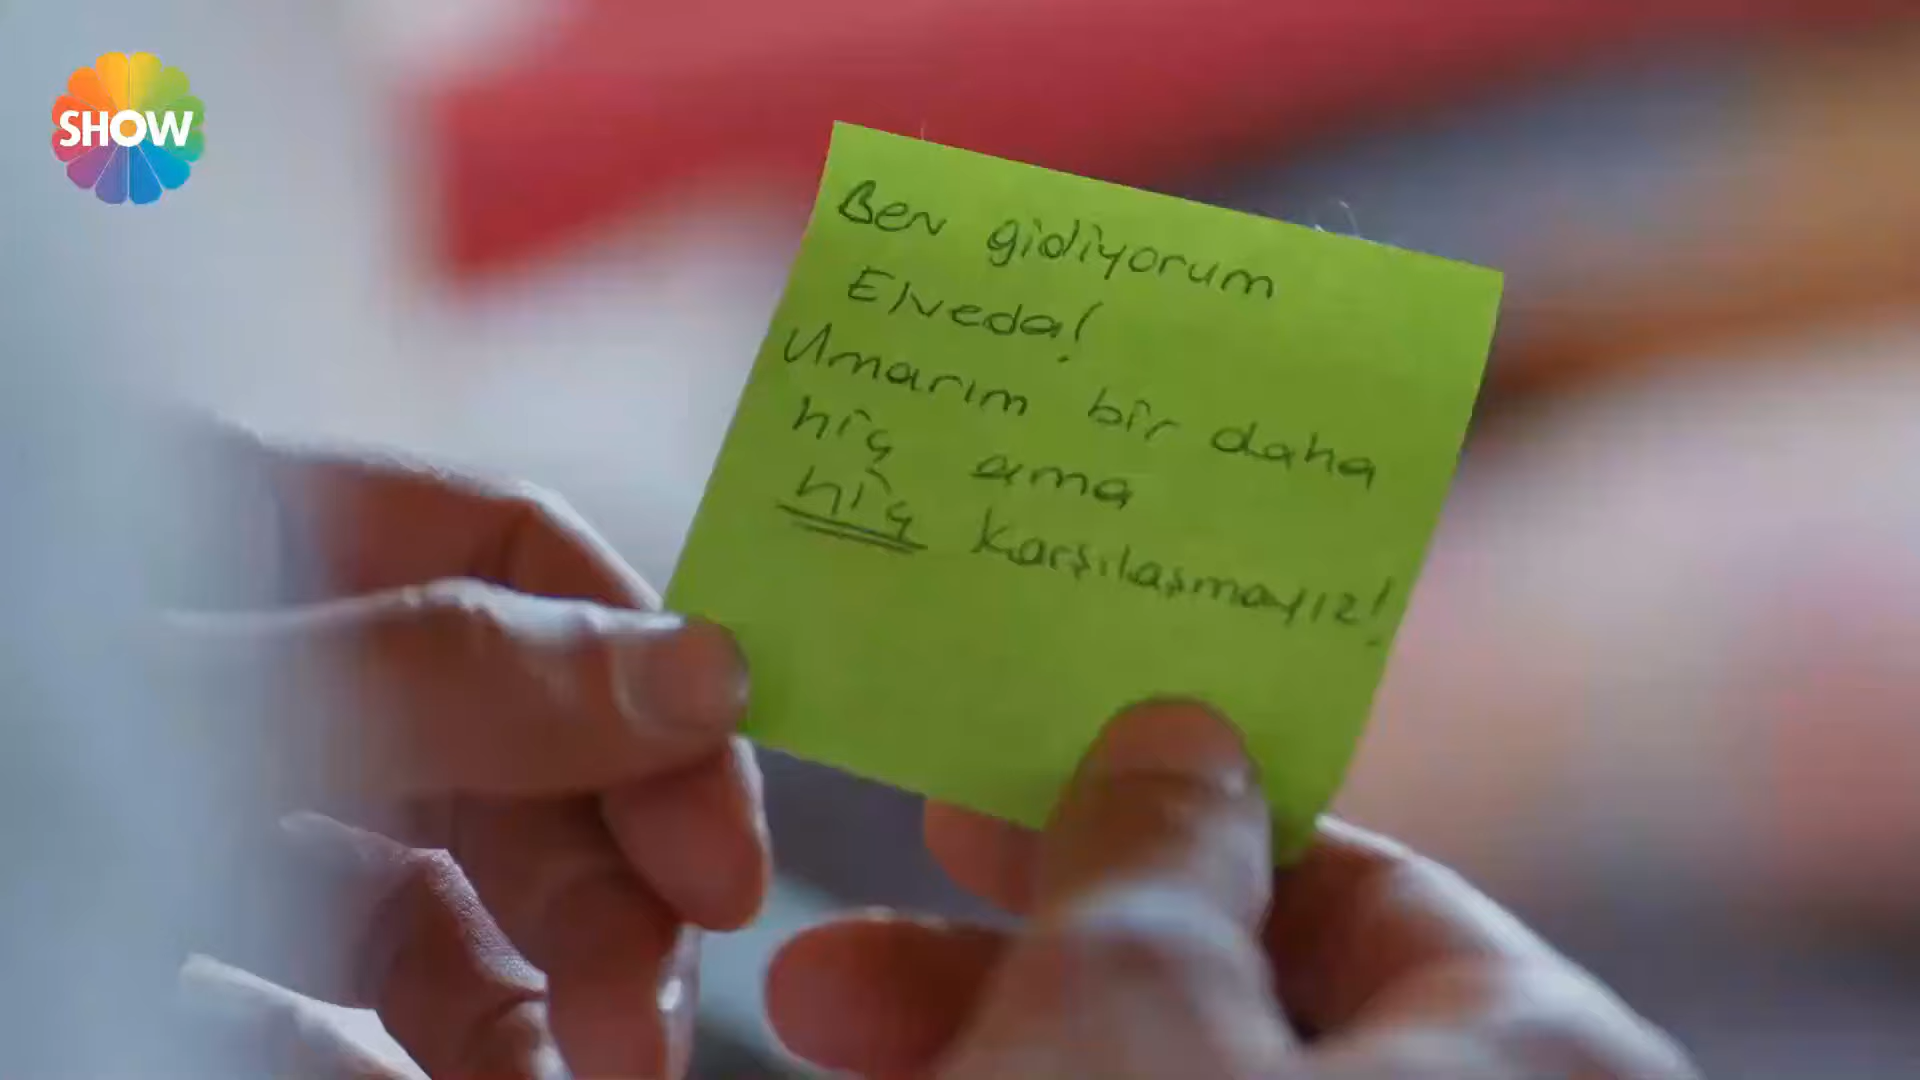 SHOW
Ben gidiyorum
Elveda!
Umarım bir daha
hiç ama
hiç karşılaşmayız!